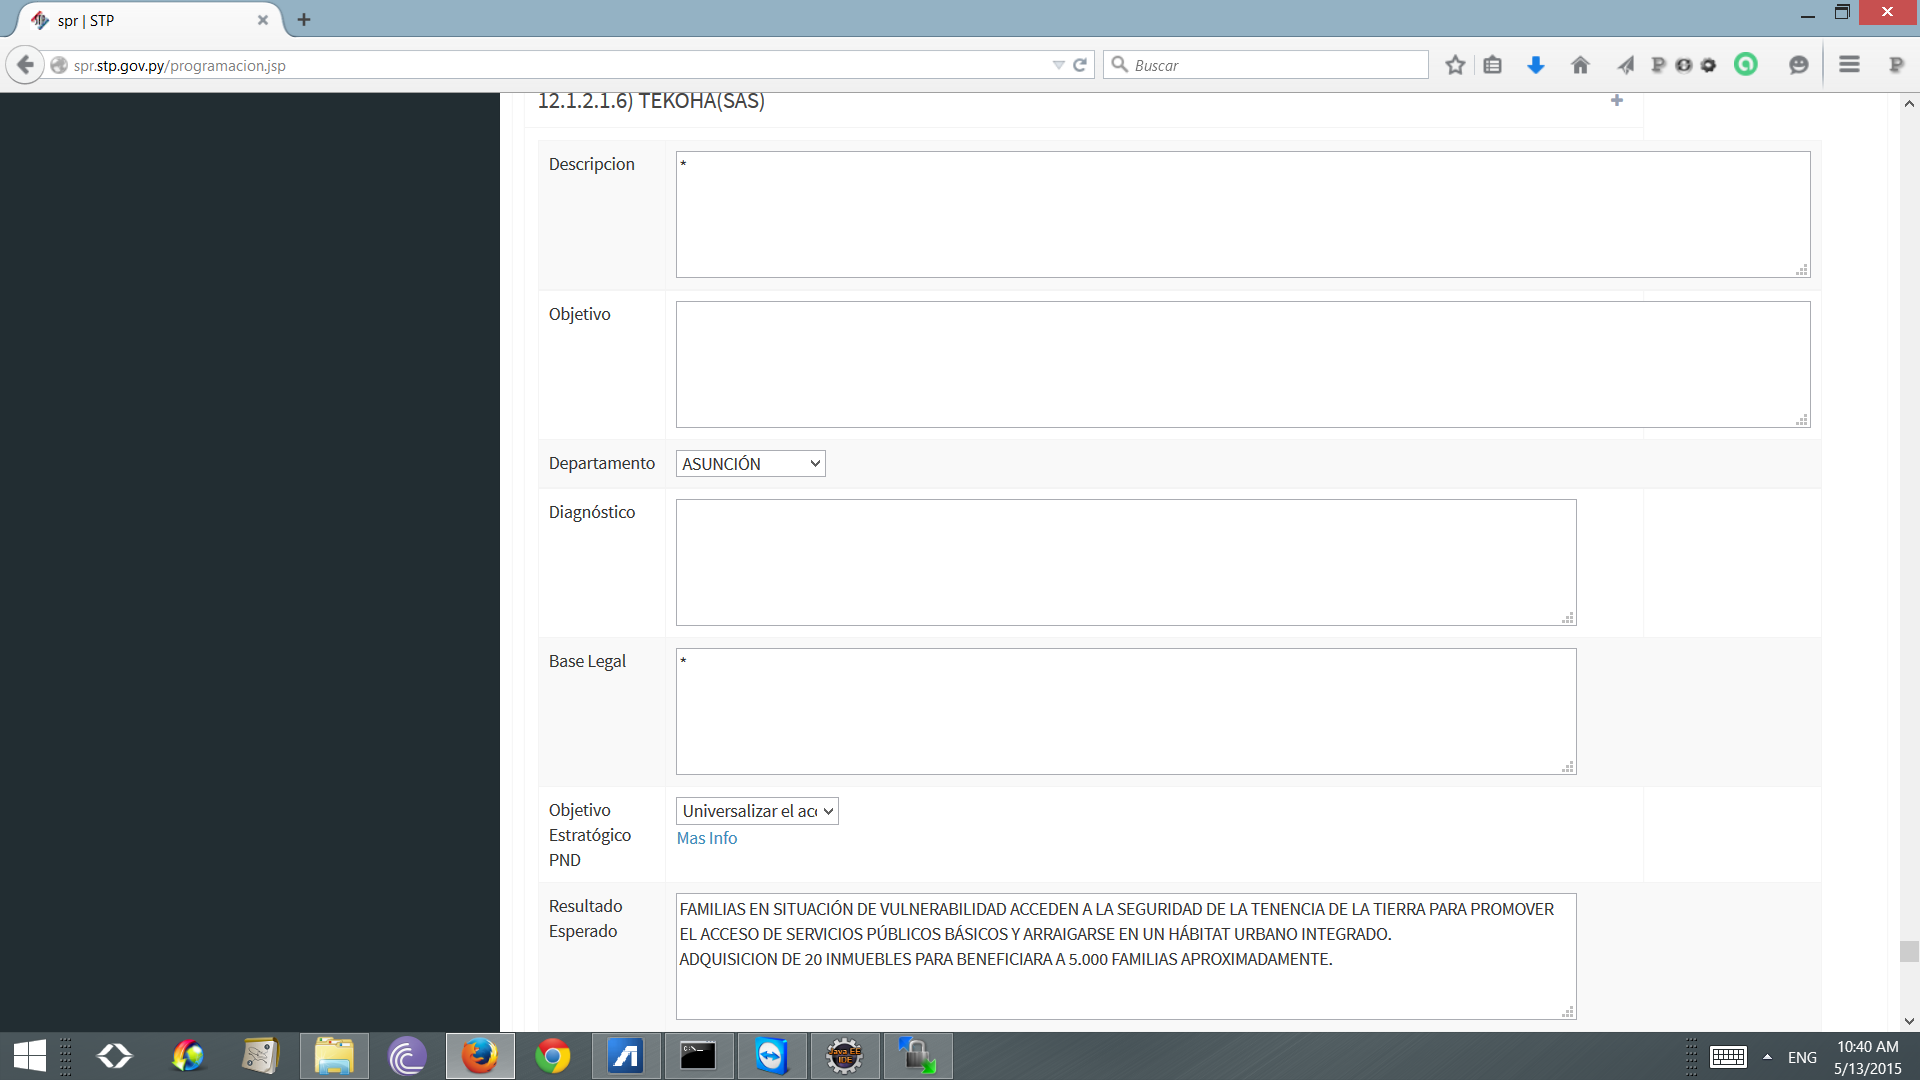 spr | STP
spr.stp.gov.py/programacion.jsp
Buscar
12.1.2.1.6) TEKOHA(SAS)
Descripcion
*
Objetivo
Departamento
ASUNCIÓN
Diagnóstico
Base Legal
*
Objetivo
Estratógico
PND
Universalizar el acc
Mas Info
Resultado
Esperado
FAMILIAS EN SITUACIÓN DE VULNERABILIDAD ACCEDEN A LA SEGURIDAD DE LA TENENCIA DE LA TIERRA PARA PROMOVER
EL ACCESO DE SERVICIOS PÚBLICOS BÁSICOS Y ARRAIGARSE EN UN HÁBITAT URBANO INTEGRADO.
ADQUISICION DE 20 INMUEBLES PARA BENEFICIARA A 5.000 FAMILIAS APROXIMADAMENTE.
Java EE
IDE
ENG
10:40 AM
5/13/2015